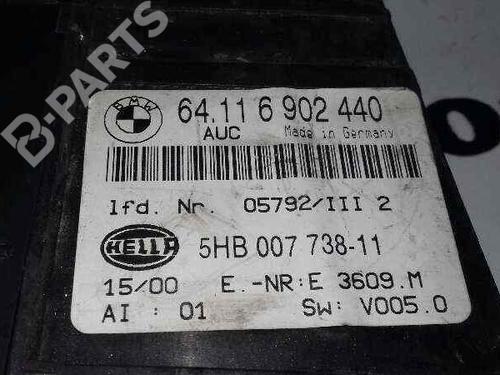 B-PARTS
BMW
64.11 6 902 440
AUC Made in Germany
lfd. Nr. 05792/III 2
HELLA 5HB 007 738-11
15/00 E.-NR:E 3609.M
AI : 01 SW: V005.0